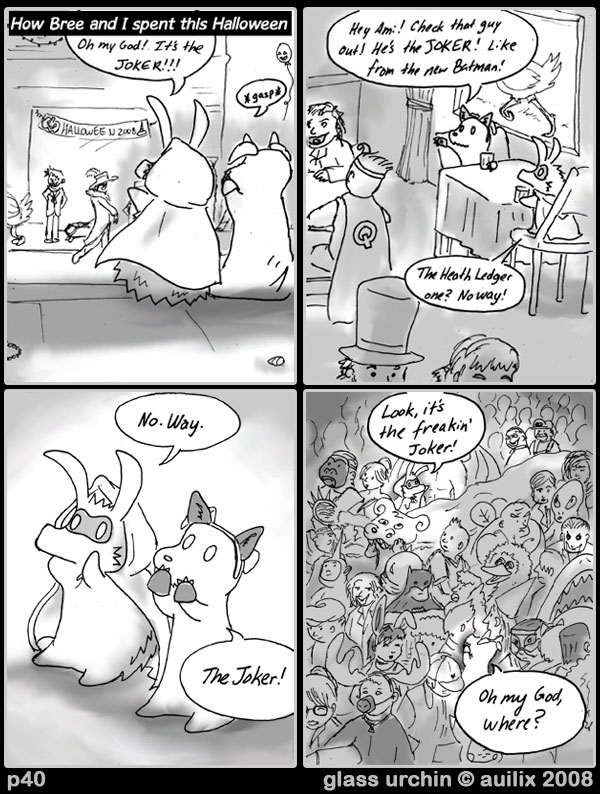 How Bree and I spent this Halloween
Oh my God! It's the
JOKER!!!
*gasp*
HALLOWEEN 2008
Hey Ami! Check that guy
out! He's the JOKER! Like
from the new Batman!
Q
The Heath Ledger
one? No way!
No. Way.
The Joker!
Look, it's
the freakin'
Joker!
Oh my God,
where?
p40
glass urchin © auilix 2008